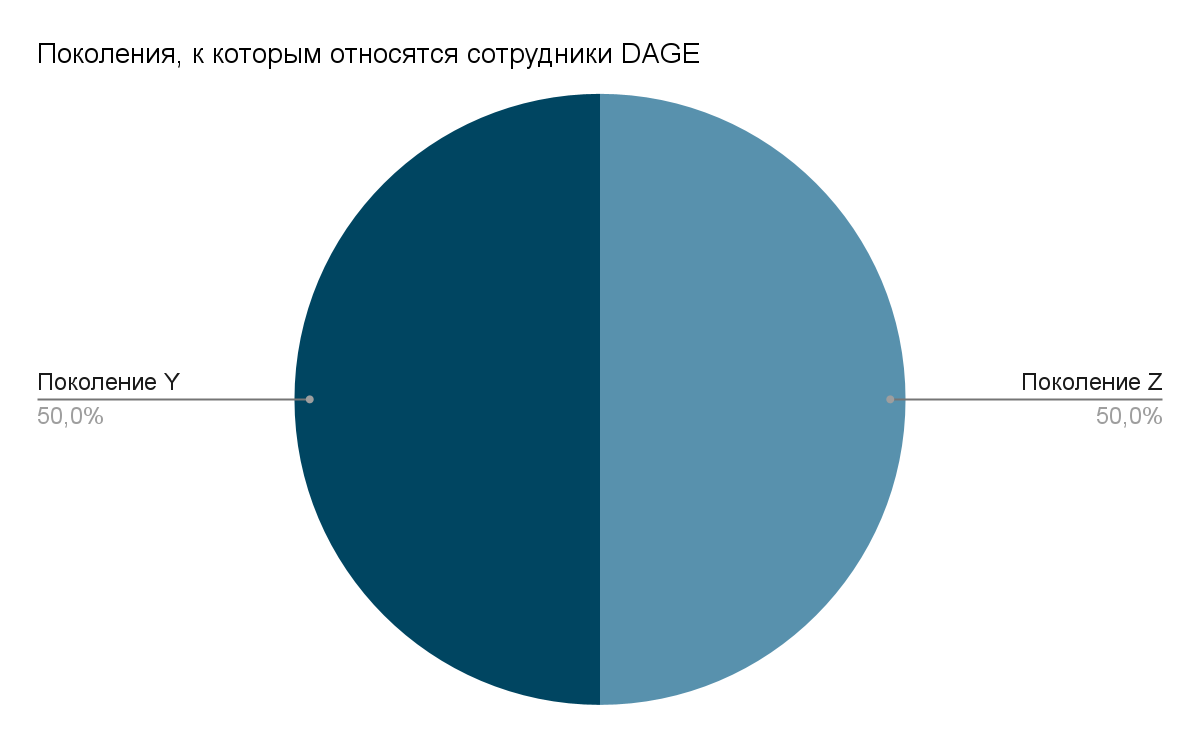 Поколения, к которым относятся сотрудники DAGE
Поколение Y
50,0%
Поколение Z
50,0%